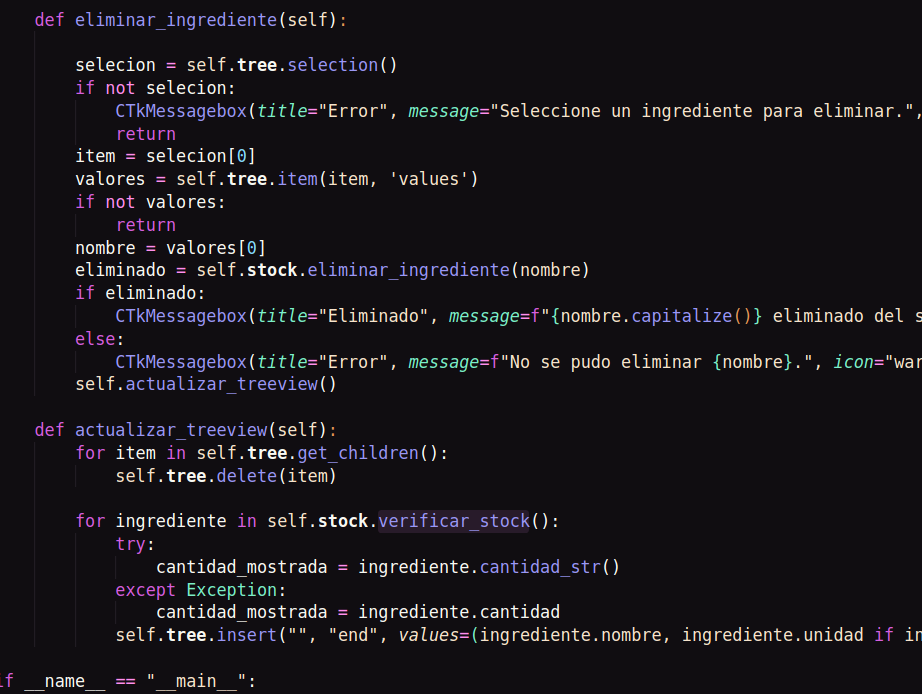 def eliminar_ingrediente(self):
selecion = self.tree.selection()
if not selecion:
CTkMessagebox(title="Error", message="Seleccione un ingrediente para eliminar.",
return
item = selecion[0]
valores = self.tree.item(item, 'values')
if not valores:
return
nombre = valores[0]
eliminado = self.stock.eliminar_ingrediente(nombre)
if eliminado:
CTkMessagebox(title="Eliminado", message=f"{nombre.capitalize()} eliminado del s
else:
CTkMessagebox(title="Error", message=f"No se pudo eliminar {nombre}.", icon="war
self.actualizar_treeview()
def actualizar_treeview(self):
for item in self.tree.get_children():
self.tree.delete(item)
for ingrediente in self.stock.verificar_stock():
try:
cantidad_mostrada = ingrediente.cantidad_str()
except Exception:
cantidad_mostrada = ingrediente.cantidad
self.tree.insert("", "end", values=(ingrediente.nombre, ingrediente.unidad if in
if __name__ == "__main__":